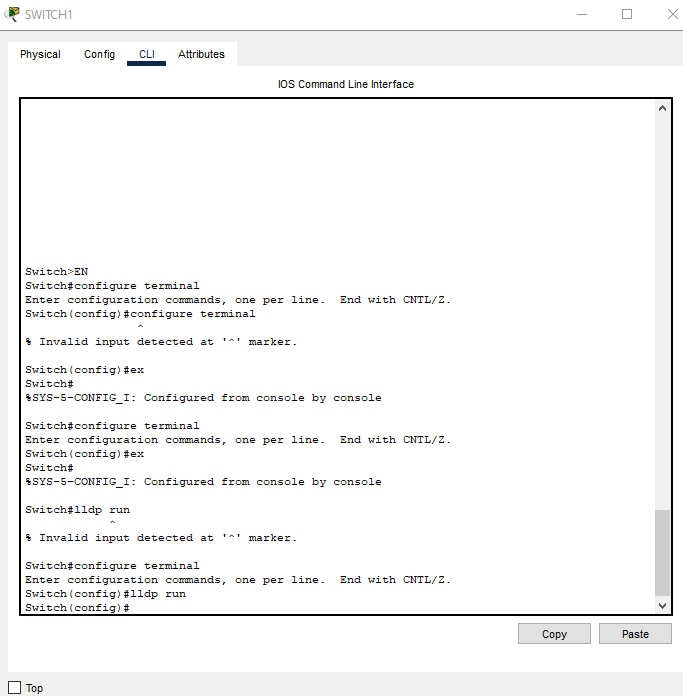 SWITCH1
Physical Config CLI Attributes
IOS Command Line Interface
Switch>EN
Switch#configure terminal
Enter configuration commands, one per line.  End with CNTL/Z.
Switch(config)#configure terminal
^
% Invalid input detected at '^' marker.
Switch(config)#ex
Switch#
%SYS-5-CONFIG_I: Configured from console by console
Switch#configure terminal
Enter configuration commands, one per line.  End with CNTL/Z.
Switch(config)#ex
Switch#
%SYS-5-CONFIG_I: Configured from console by console
Switch#lldp run
^
% Invalid input detected at '^' marker.
Switch#configure terminal
Enter configuration commands, one per line.  End with CNTL/Z.
Switch(config)#lldp run
Switch(config)#
Copy Paste
Top